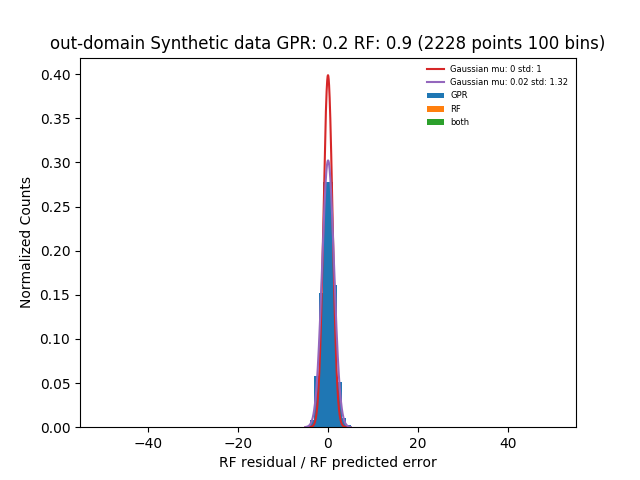 out-domain Synthetic data GPR: 0.2 RF: 0.9 (2228 points 100 bins)
Gaussian mu: 0 std: 1
Gaussian mu: 0.02 std: 1.32
GPR
RF
both
Normalized Counts
0.40
0.35
0.30
0.25
0.20
0.15
0.10
0.05
0.00
−40 −20 0 20 40
RF residual / RF predicted error